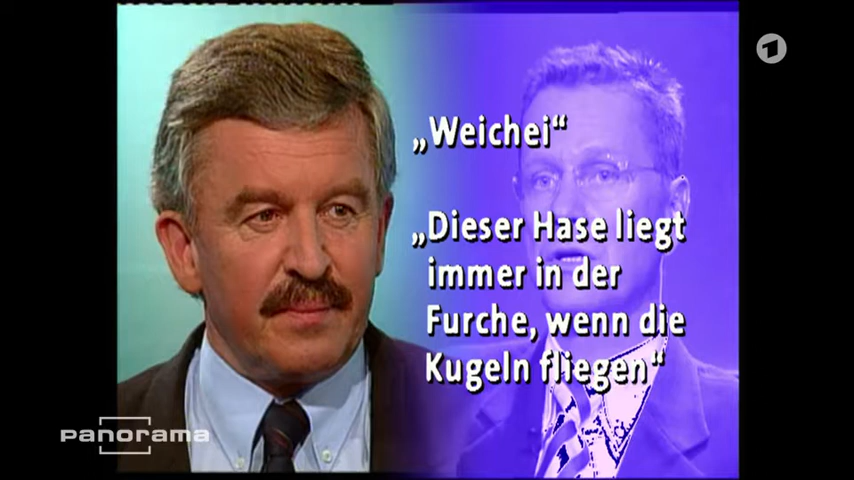 1
„Weichei“
„Dieser Hase liegt
immer in der
Furche, wenn die
Kugeln fliegen“
panorama